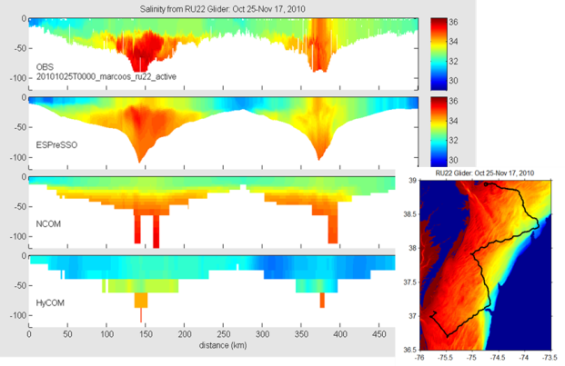 Salinity from RU22 Glider: Oct 25-Nov 17, 2010
0
-50
-100
OBS
20101025T0000_marcoos_ru22_active
36
34
32
30
0
-50
-100
ESPreSSO
36
34
32
30
0
-50
-100
NCOM
0
-50
-100
HyCOM
0 50 100 150 200 250 300 350 400 450
distance (km)
RU22 Glider: Oct 25-Nov 17, 2010
39
38.5
38
37.5
37
36.5
-76 -75.5 -75 -74.5 -74 -73.5